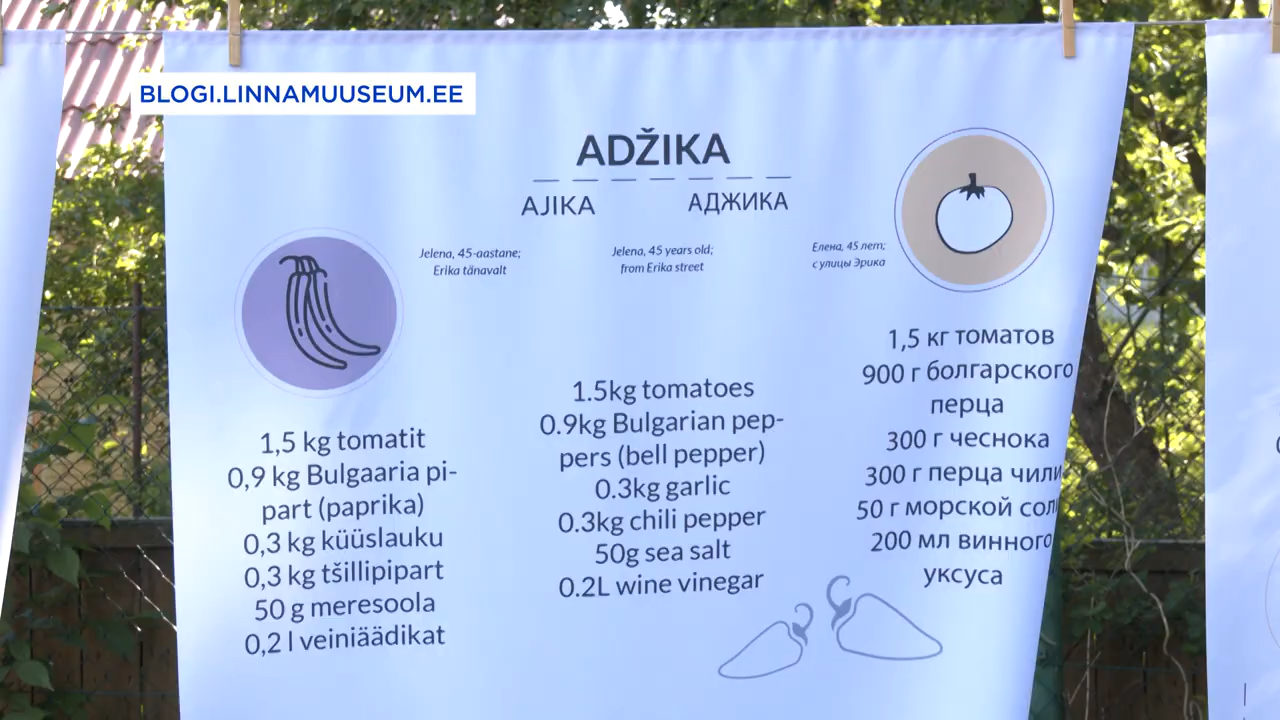 BLOGI.LINNAMUUSEUM.EE
ADŽIKA
AJIKA
АДЖИКА
Jelena, 45-aastane;
Erika tänavalt
Jelena, 45 years old;
from Erika street
Елена, 45 лет;
с улицы Эрика
1,5 kg tomatit
0,9 kg Bulgaaria pi-
part (paprika)
0,3 kg küüslauku
0,3 kg tšillipipart
50 g meresoola
0,2 l veiniäädikat
1.5kg tomatoes
0.9kg Bulgarian pep-
pers (bell pepper)
0.3kg garlic
0.3kg chili pepper
50g sea salt
0.2L wine vinegar
1,5 кг томатов
900 г болгарского
перца
300 г чеснока
300 г перца чили
50 г морской соли
200 мл винного
уксуса